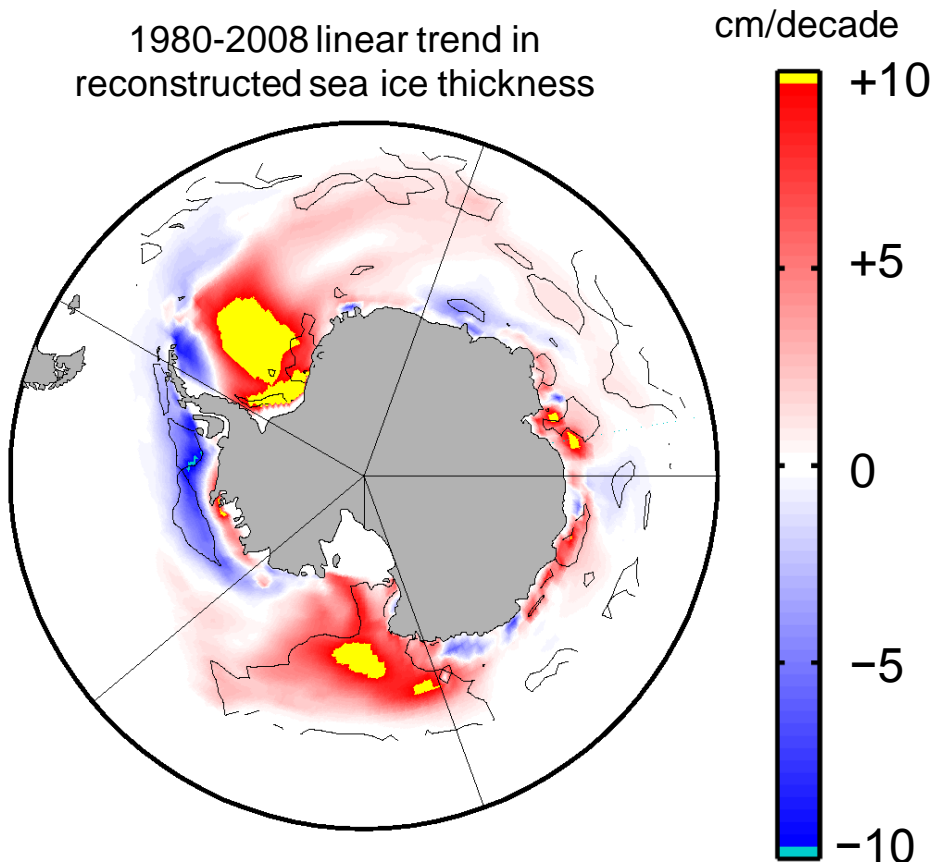 1980-2008 linear trend in
reconstructed sea ice thickness
cm/decade
+10
+5
0
−5
−10